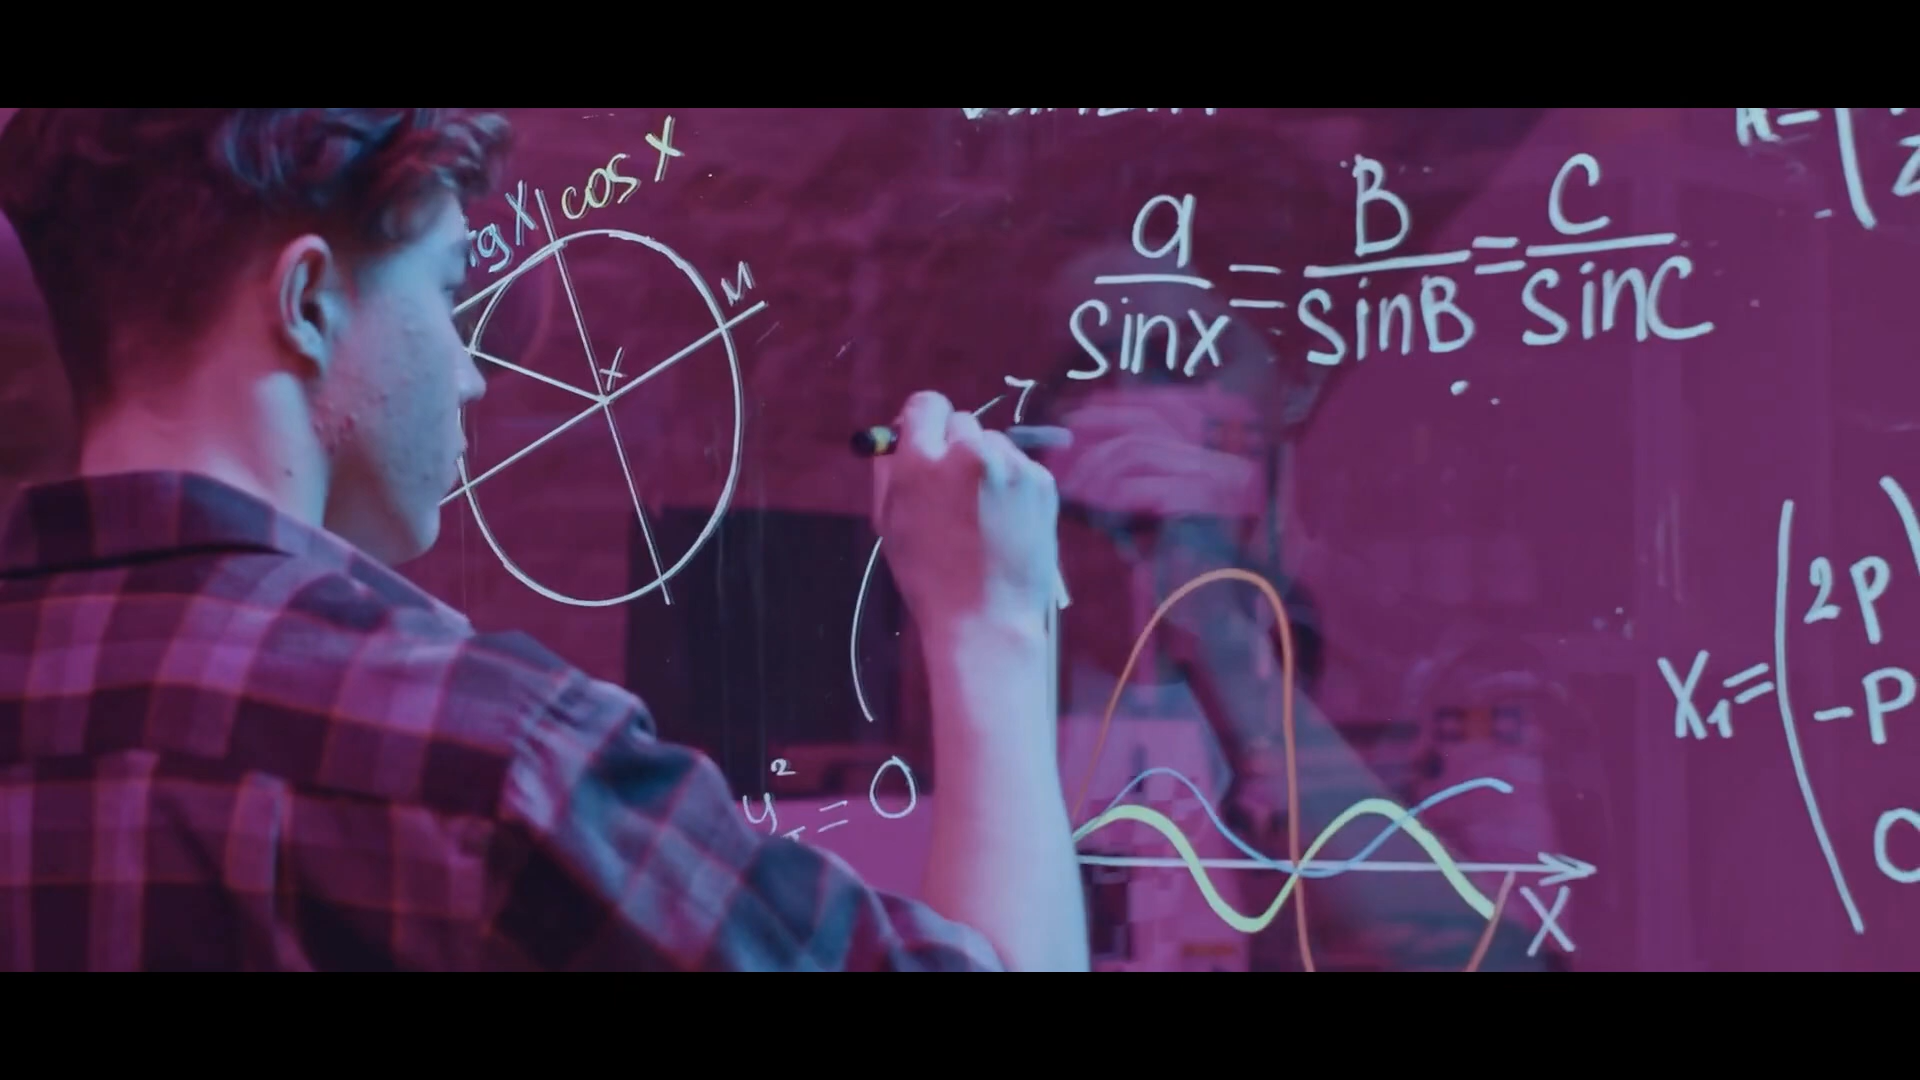 tg X
cos X
M
X
a/sinx = B/sinB = C/sinC
y² = 0
X
X₁ = ( 2p
-p